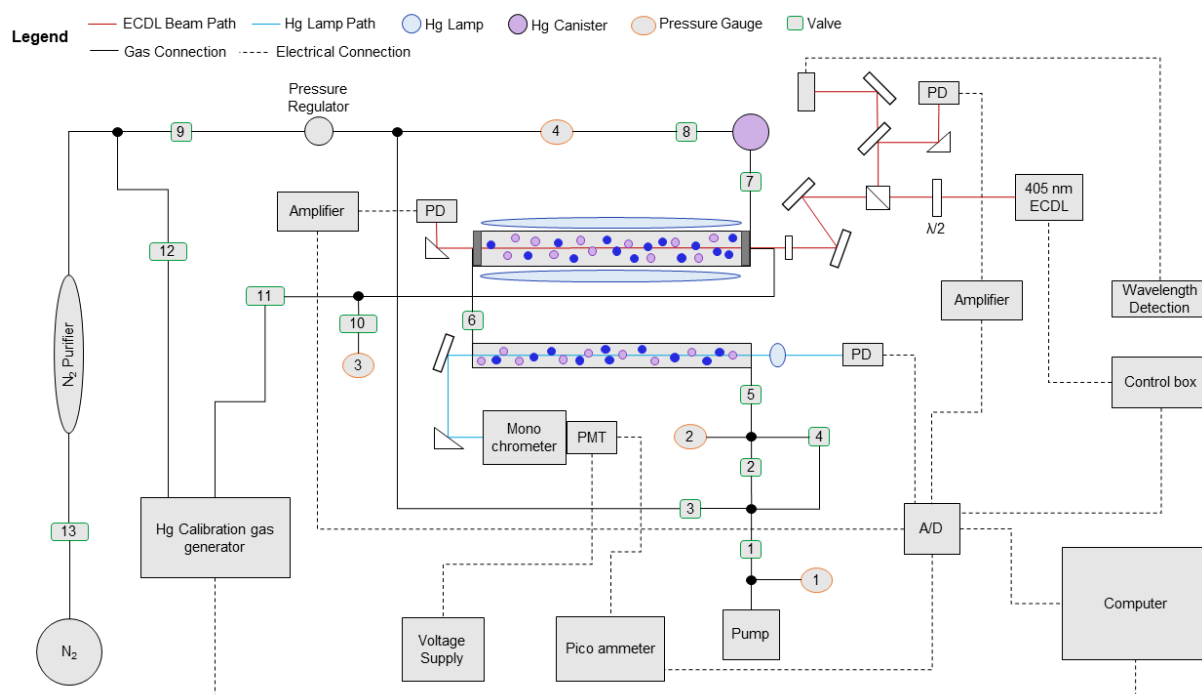 Legend
ECDL Beam Path
Hg Lamp Path
Hg Lamp
Hg Canister
Pressure Gauge
Valve
Gas Connection
Electrical Connection
Pressure
Regulator
9
4
8
7
PD
405 nm
ECDL
λ/2
Amplifier
PD
12
11
10
3
6
Amplifier
Wavelength
Detection
N₂ Purifier
PD
Control box
5
2
4
2
Mono
chrometer
PMT
13
Hg Calibration gas
generator
3
1
1
A/D
Computer
N₂
Voltage
Supply
Pico ammeter
Pump